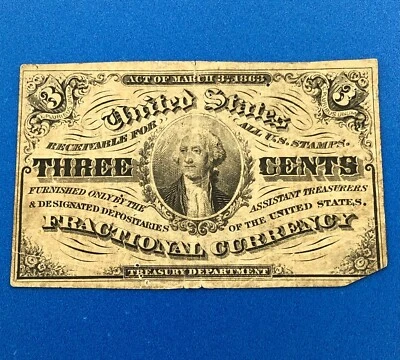 ACT OF MARCH 3d. 1863.
3 3
United States
RECEIVABLE FOR ALL U.S. STAMPS.
THREE CENTS
FURNISHED ONLY BY THE ASSISTANT TREASURERS
& DESIGNATED DEPOSITARIES OF THE UNITED STATES.
FRACTIONAL CURRENCY
TREASURY DEPARTMENT